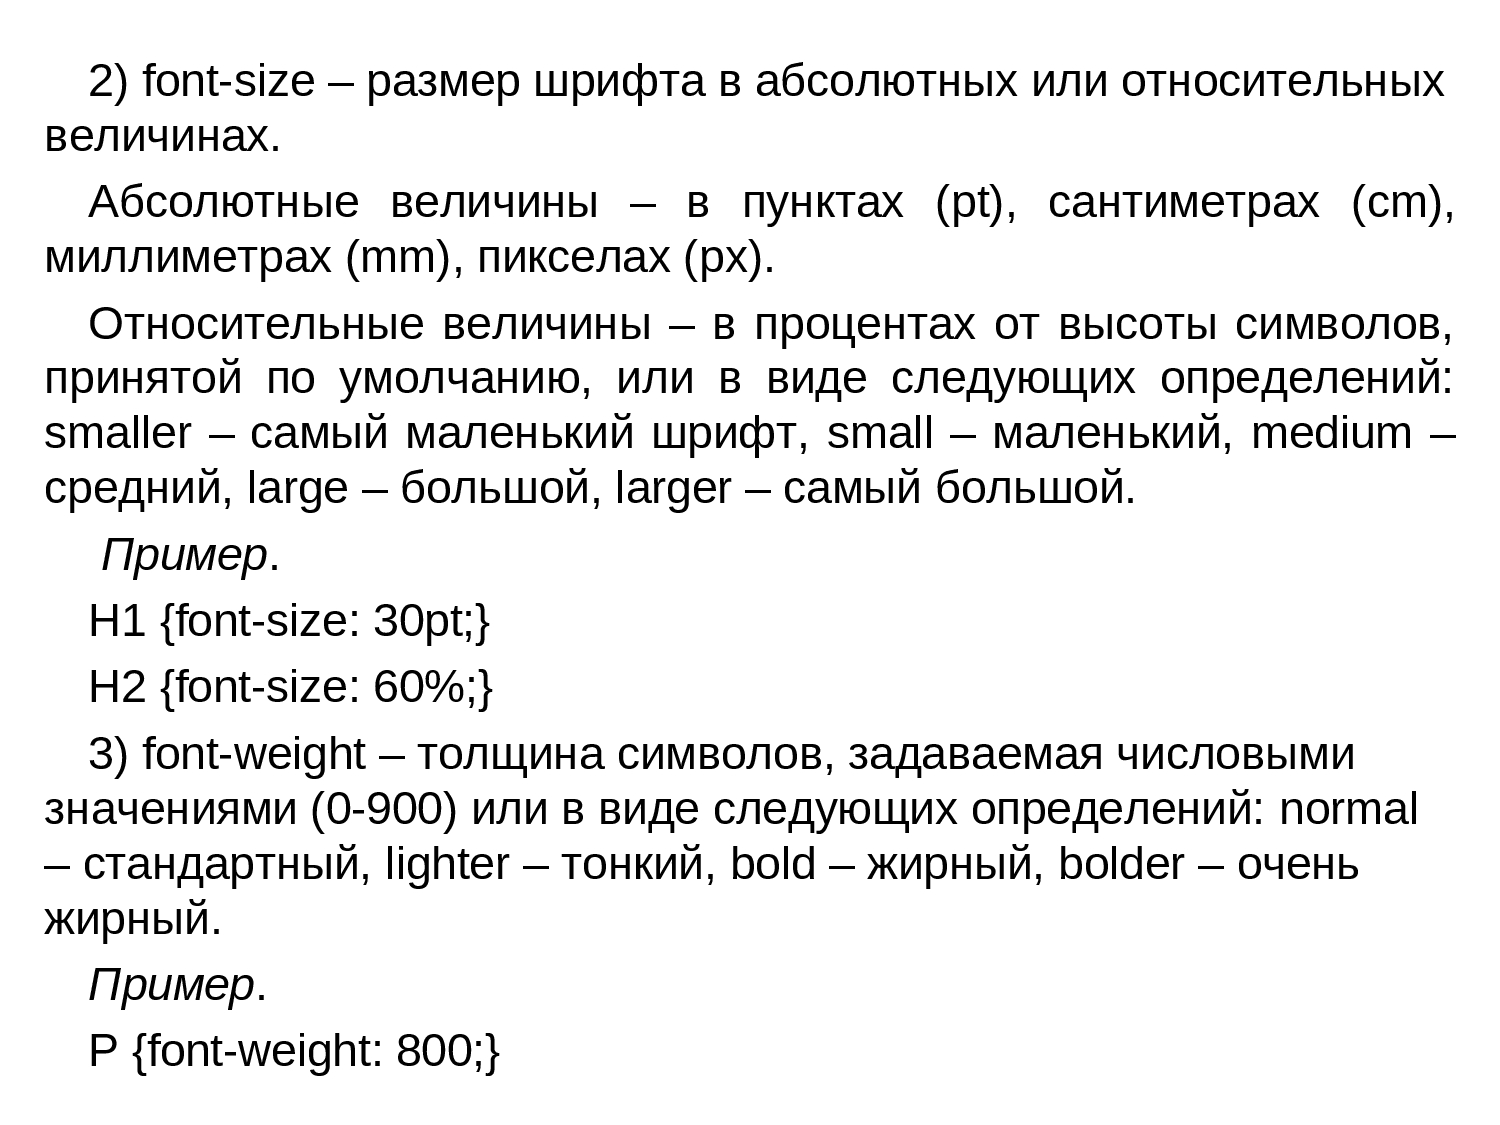 2) font-size – размер шрифта в абсолютных или относительных
величинах.
Абсолютные величины – в пунктах (pt), сантиметрах (cm),
миллиметрах (mm), пикселах (px).
Относительные величины – в процентах от высоты символов,
принятой по умолчанию, или в виде следующих определений:
smaller – самый маленький шрифт, small – маленький, medium –
средний, large – большой, larger – самый большой.
Пример.
H1 {font-size: 30pt;}
H2 {font-size: 60%;}
3) font-weight – толщина символов, задаваемая числовыми
значениями (0-900) или в виде следующих определений: normal
– стандартный, lighter – тонкий, bold – жирный, bolder – очень
жирный.
Пример.
P {font-weight: 800;}